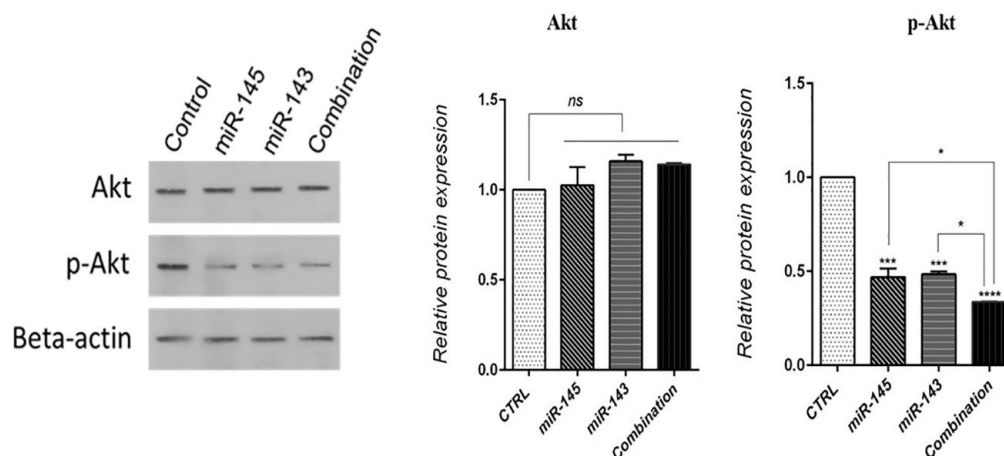 Control
miR-145
miR-143
Combination
Akt
p-Akt
Beta-actin
Akt
Relative protein expression
1.5
1.0
0.5
0.0
ns
CTRL
miR-145
miR-143
Combination
p-Akt
Relative protein expression
1.5
1.0
0.5
0.0
*
*
***
***
****
CTRL
miR-145
miR-143
Combination